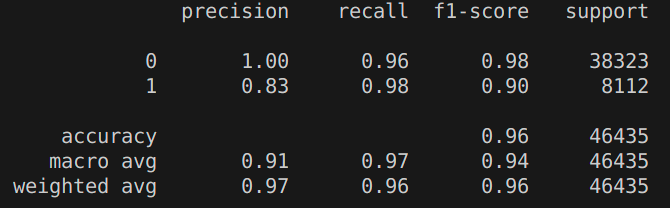 precision recall f1-score support
0 1.00 0.96 0.98 38323
1 0.83 0.98 0.90 8112
accuracy 0.96 46435
macro avg 0.91 0.97 0.94 46435
weighted avg 0.97 0.96 0.96 46435